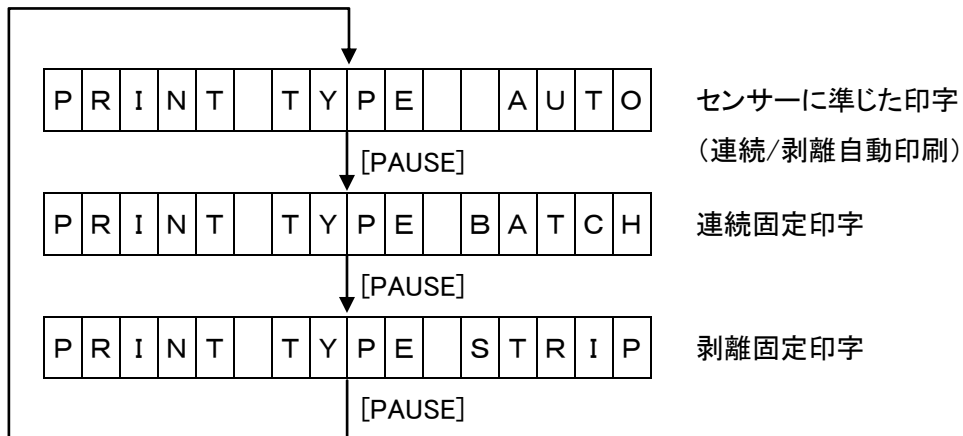 PRINT TYPE  AUTO センサーに準じた印字
（連続/剥離自動印刷）
[PAUSE]
PRINT TYPE BATCH 連続固定印字
[PAUSE]
PRINT TYPE STRIP 剥離固定印字
[PAUSE]